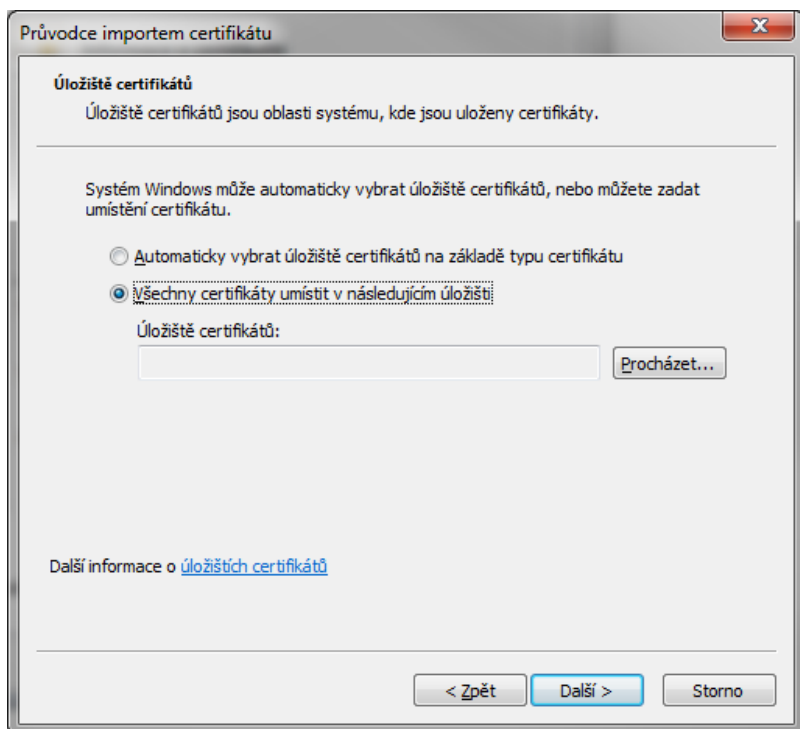 Průvodce importem certifikátu
Úložiště certifikátů
Úložiště certifikátů jsou oblasti systému, kde jsou uloženy certifikáty.
Systém Windows může automaticky vybrat úložiště certifikátů, nebo můžete zadat
umístění certifikátu.
Automaticky vybrat úložiště certifikátů na základě typu certifikátu
Všechny certifikáty umístit v následujícím úložišti
Úložiště certifikátů:
Procházet...
Další informace o úložištích certifikátů
< Zpět
Další >
Storno